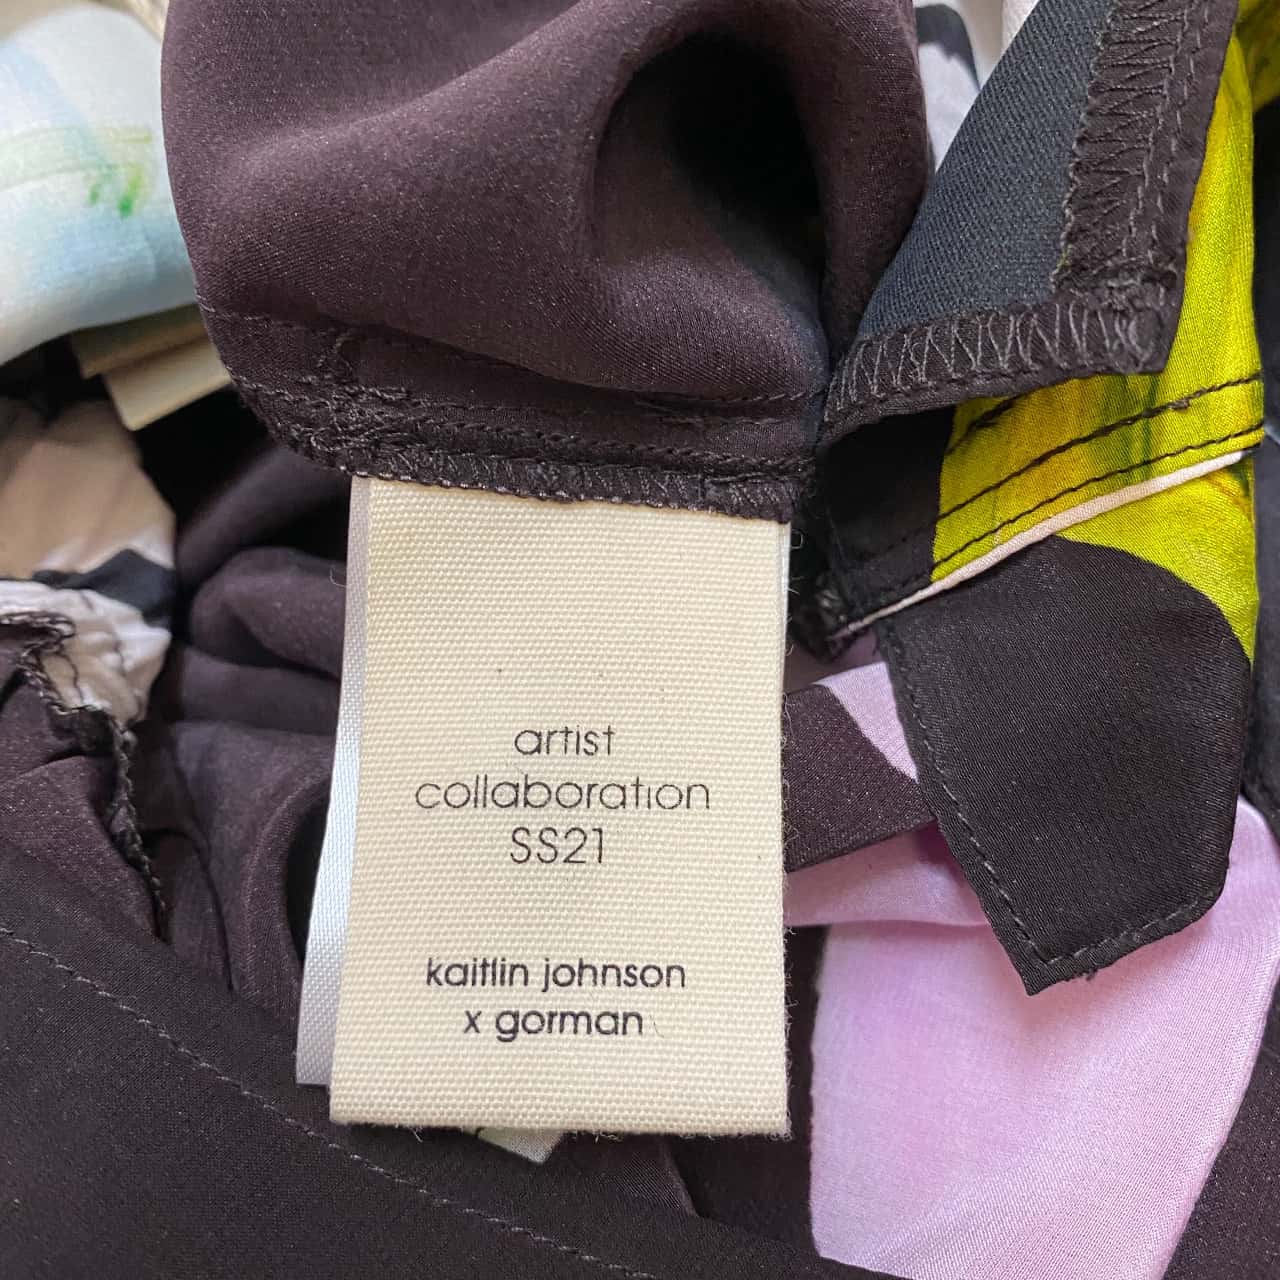 artist
collaboration
SS21
kaitlin johnson
x gorman